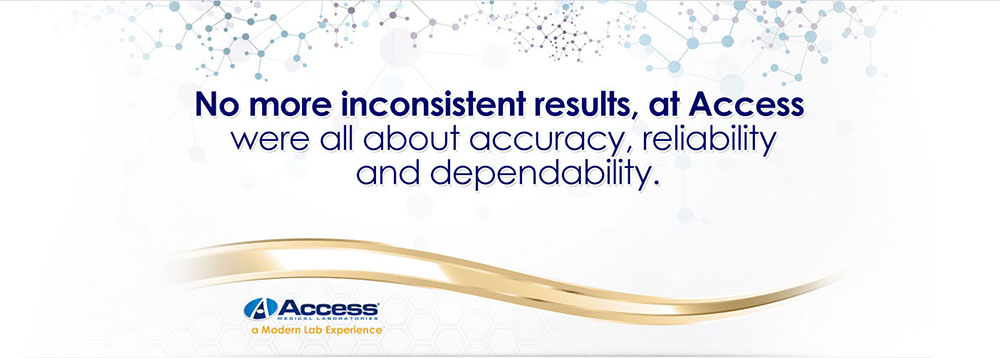 No more inconsistent results, at Access
were all about accuracy, reliability
and dependability.
Access
MEDICAL LABORATORIES
a Modern Lab Experience